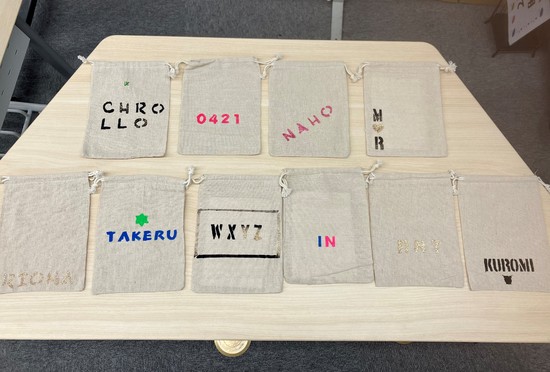 CHRO
LLO
0421
NAHO
M
R
TAKERU
WXYZ
IN
KUROMI